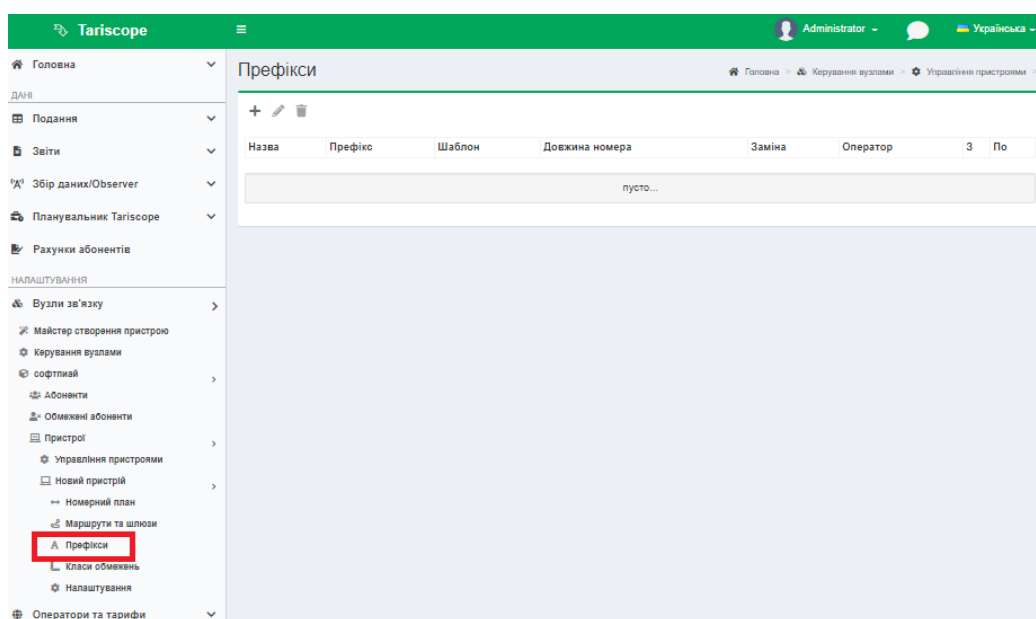 Tariscope
Administrator
Українська
Головна
ДАНІ
Подання
Звіти
Збір даних/Observer
Планувальник Tariscope
Рахунки абонентів
НАЛАШТУВАННЯ
Вузли зв'язку
Майстер створення пристрою
Керування вузлами
софтпиай
Абоненти
Обмежені абоненти
Пристрої
Управління пристроями
Новий пристрій
Номерний план
Маршрути та шлюзи
Префікси
Класи обмежень
Налаштування
Оператори та тарифи
Префікси
Головна > Керування вузлами > Управління пристроями >
Назва Префікс Шаблон Довжина номера Заміна Оператор З По
пусто...